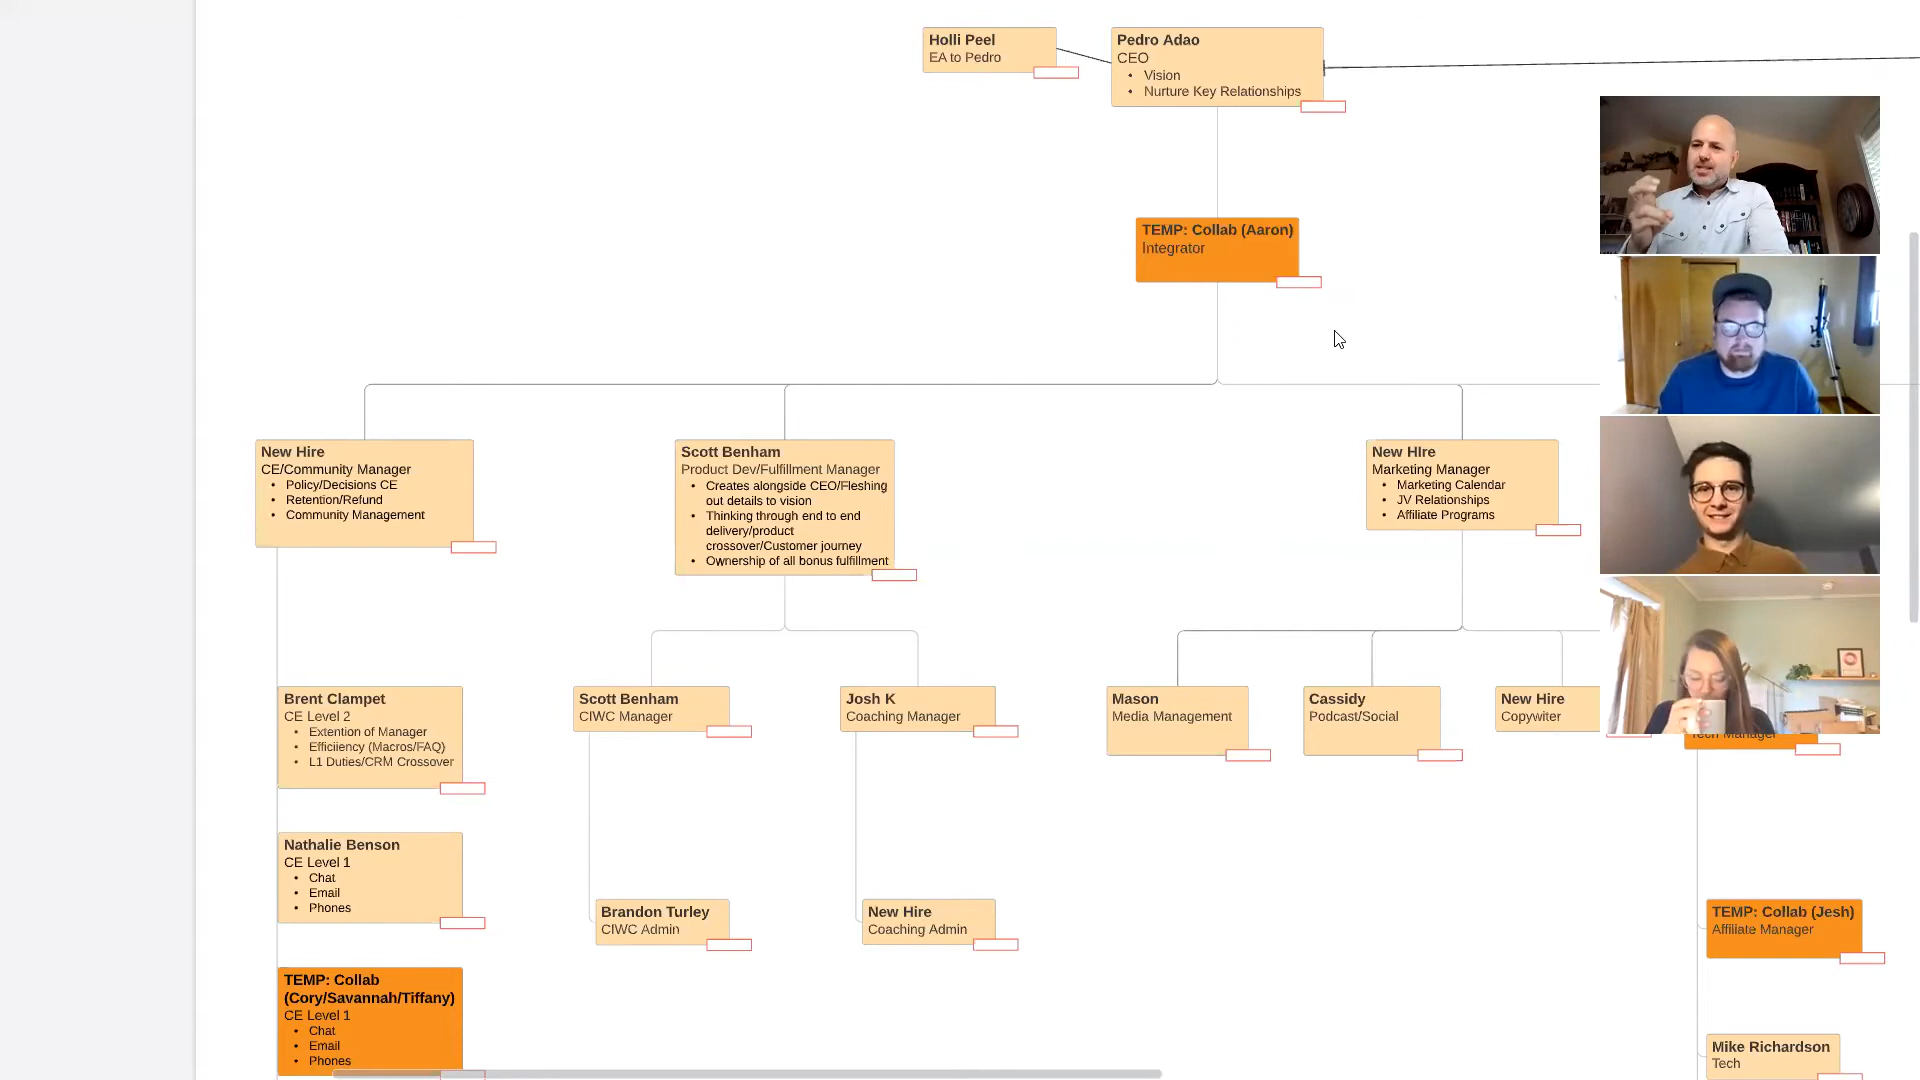 Holli Peel
EA to Pedro
Pedro Adao
CEO
• Vision
• Nurture Key Relationships
TEMP: Collab (Aaron)
Integrator
New Hire
CE/Community Manager
• Policy/Decisions CE
• Retention/Refund
• Community Management
Scott Benham
Product Dev/Fulfillment Manager
• Creates alongside CEO/Fleshing
out details to vision
• Thinking through end to end
delivery/product
crossover/Customer journey
• Ownership of all bonus fulfillment
New HIre
Marketing Manager
• Marketing Calendar
• JV Relationships
• Affiliate Programs
Brent Clampet
CE Level 2
• Extention of Manager
• Efficiiency (Macros/FAQ)
• L1 Duties/CRM Crossover
Scott Benham
CIWC Manager
Josh K
Coaching Manager
Mason
Media Management
Cassidy
Podcast/Social
New Hire
Copywiter
Tech Manager
Nathalie Benson
CE Level 1
• Chat
• Email
• Phones
Brandon Turley
CIWC Admin
New Hire
Coaching Admin
TEMP: Collab (Jesh)
Affiliate Manager
TEMP: Collab
(Cory/Savannah/Tiffany)
CE Level 1
• Chat
• Email
• Phones
Mike Richardson
Tech